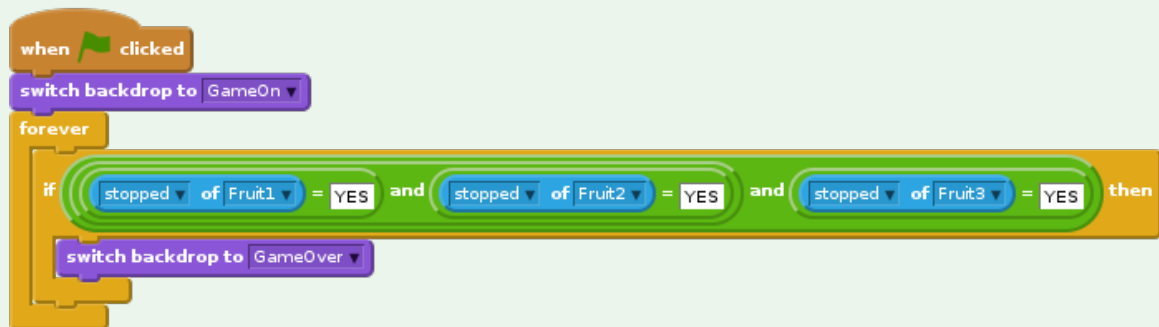 when clicked
switch backdrop to GameOn
forever
if stopped of Fruit1 = YES and stopped of Fruit2 = YES and stopped of Fruit3 = YES then
switch backdrop to GameOver